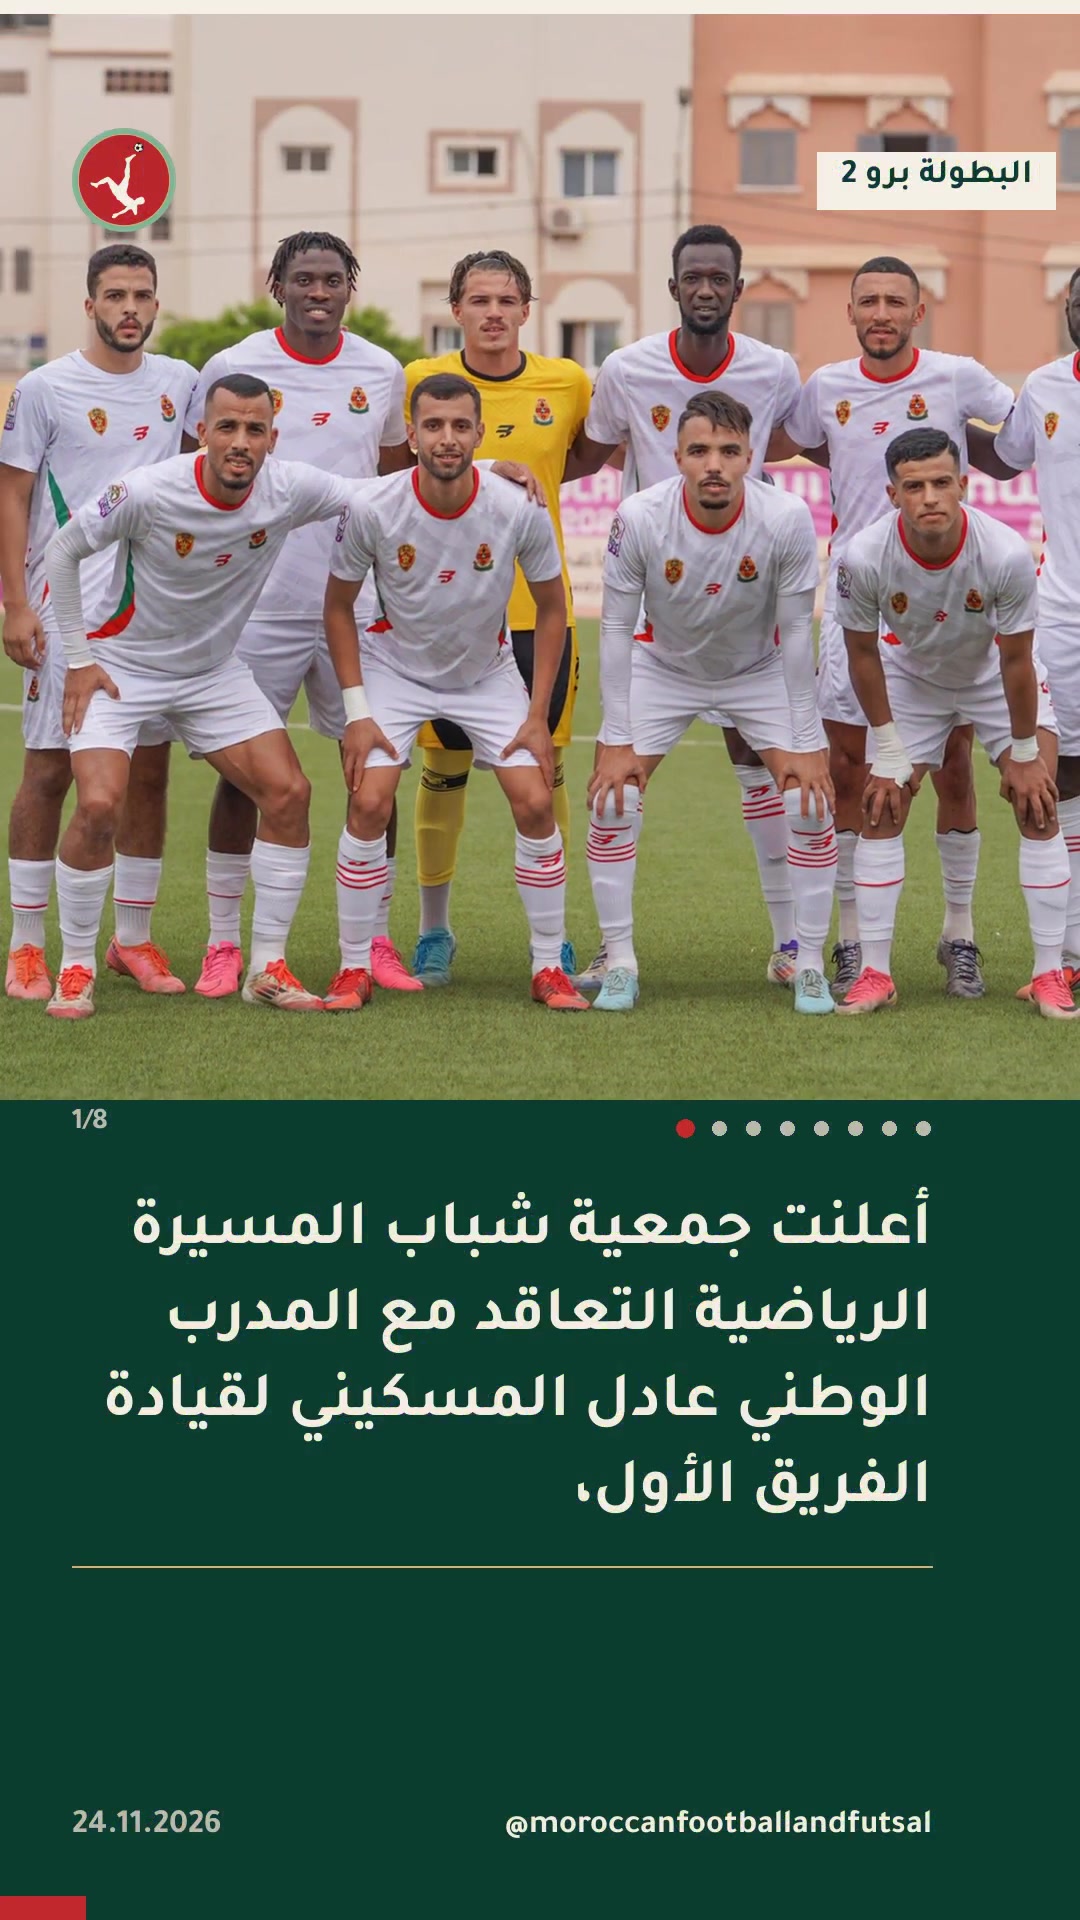 البطولة برو 2
1/8
أعلنت جمعية شباب المسيرة
الرياضية التعاقد مع المدرب
الوطني عادل المسكيني لقيادة
الفريق الأول،
24.11.2026
@moroccanfootballandfutsal